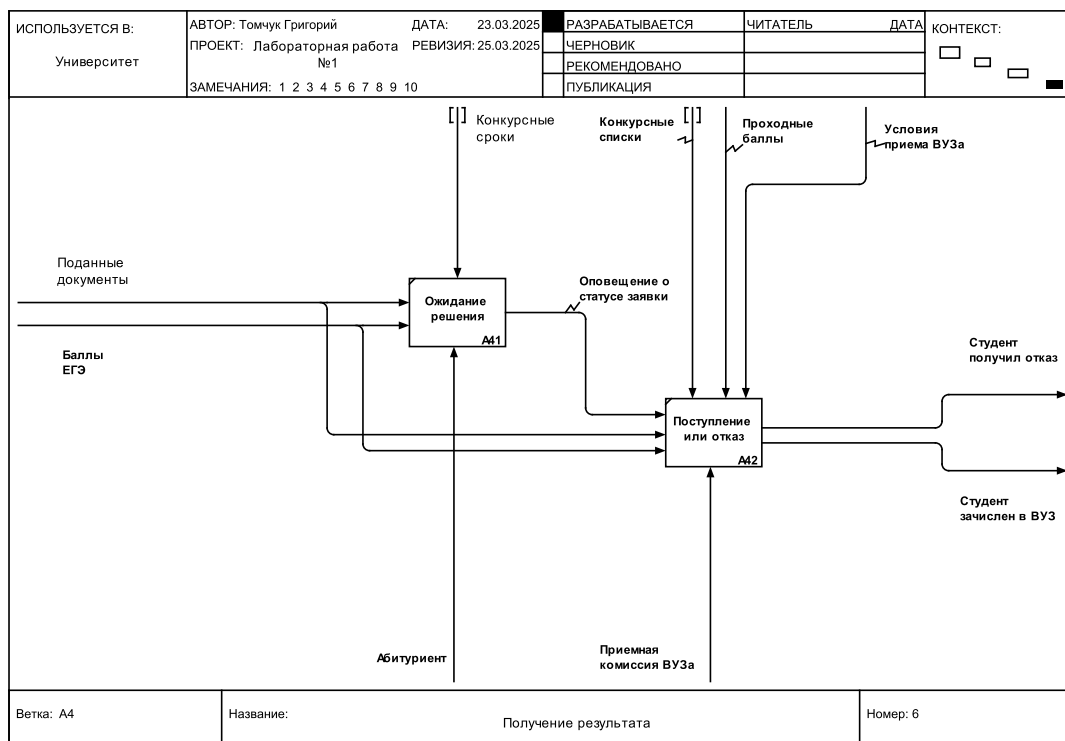 ИСПОЛЬЗУЕТСЯ В:
Университет
АВТОР: Томчук Григорий
ДАТА: 23.03.2025
ПРОЕКТ: Лабораторная работа
№1
РЕВИЗИЯ: 25.03.2025
ЗАМЕЧАНИЯ: 1 2 3 4 5 6 7 8 9 10
РАЗРАБАТЫВАЕТСЯ
ЧЕРНОВИК
РЕКОМЕНДОВАНО
ПУБЛИКАЦИЯ
ЧИТАТЕЛЬ
ДАТА
КОНТЕКСТ:
Конкурсные
сроки
Конкурсные
списки
Проходные
баллы
Условия
приема ВУЗа
Поданные
документы
Баллы
ЕГЭ
Ожидание
решения
А41
Оповещение о
статусе заявки
Поступление
или отказ
А42
Студент
получил отказ
Студент
зачислен в ВУЗ
Абитуриент
Приемная
комиссия ВУЗа
Ветка: А4
Название:
Получение результата
Номер: 6